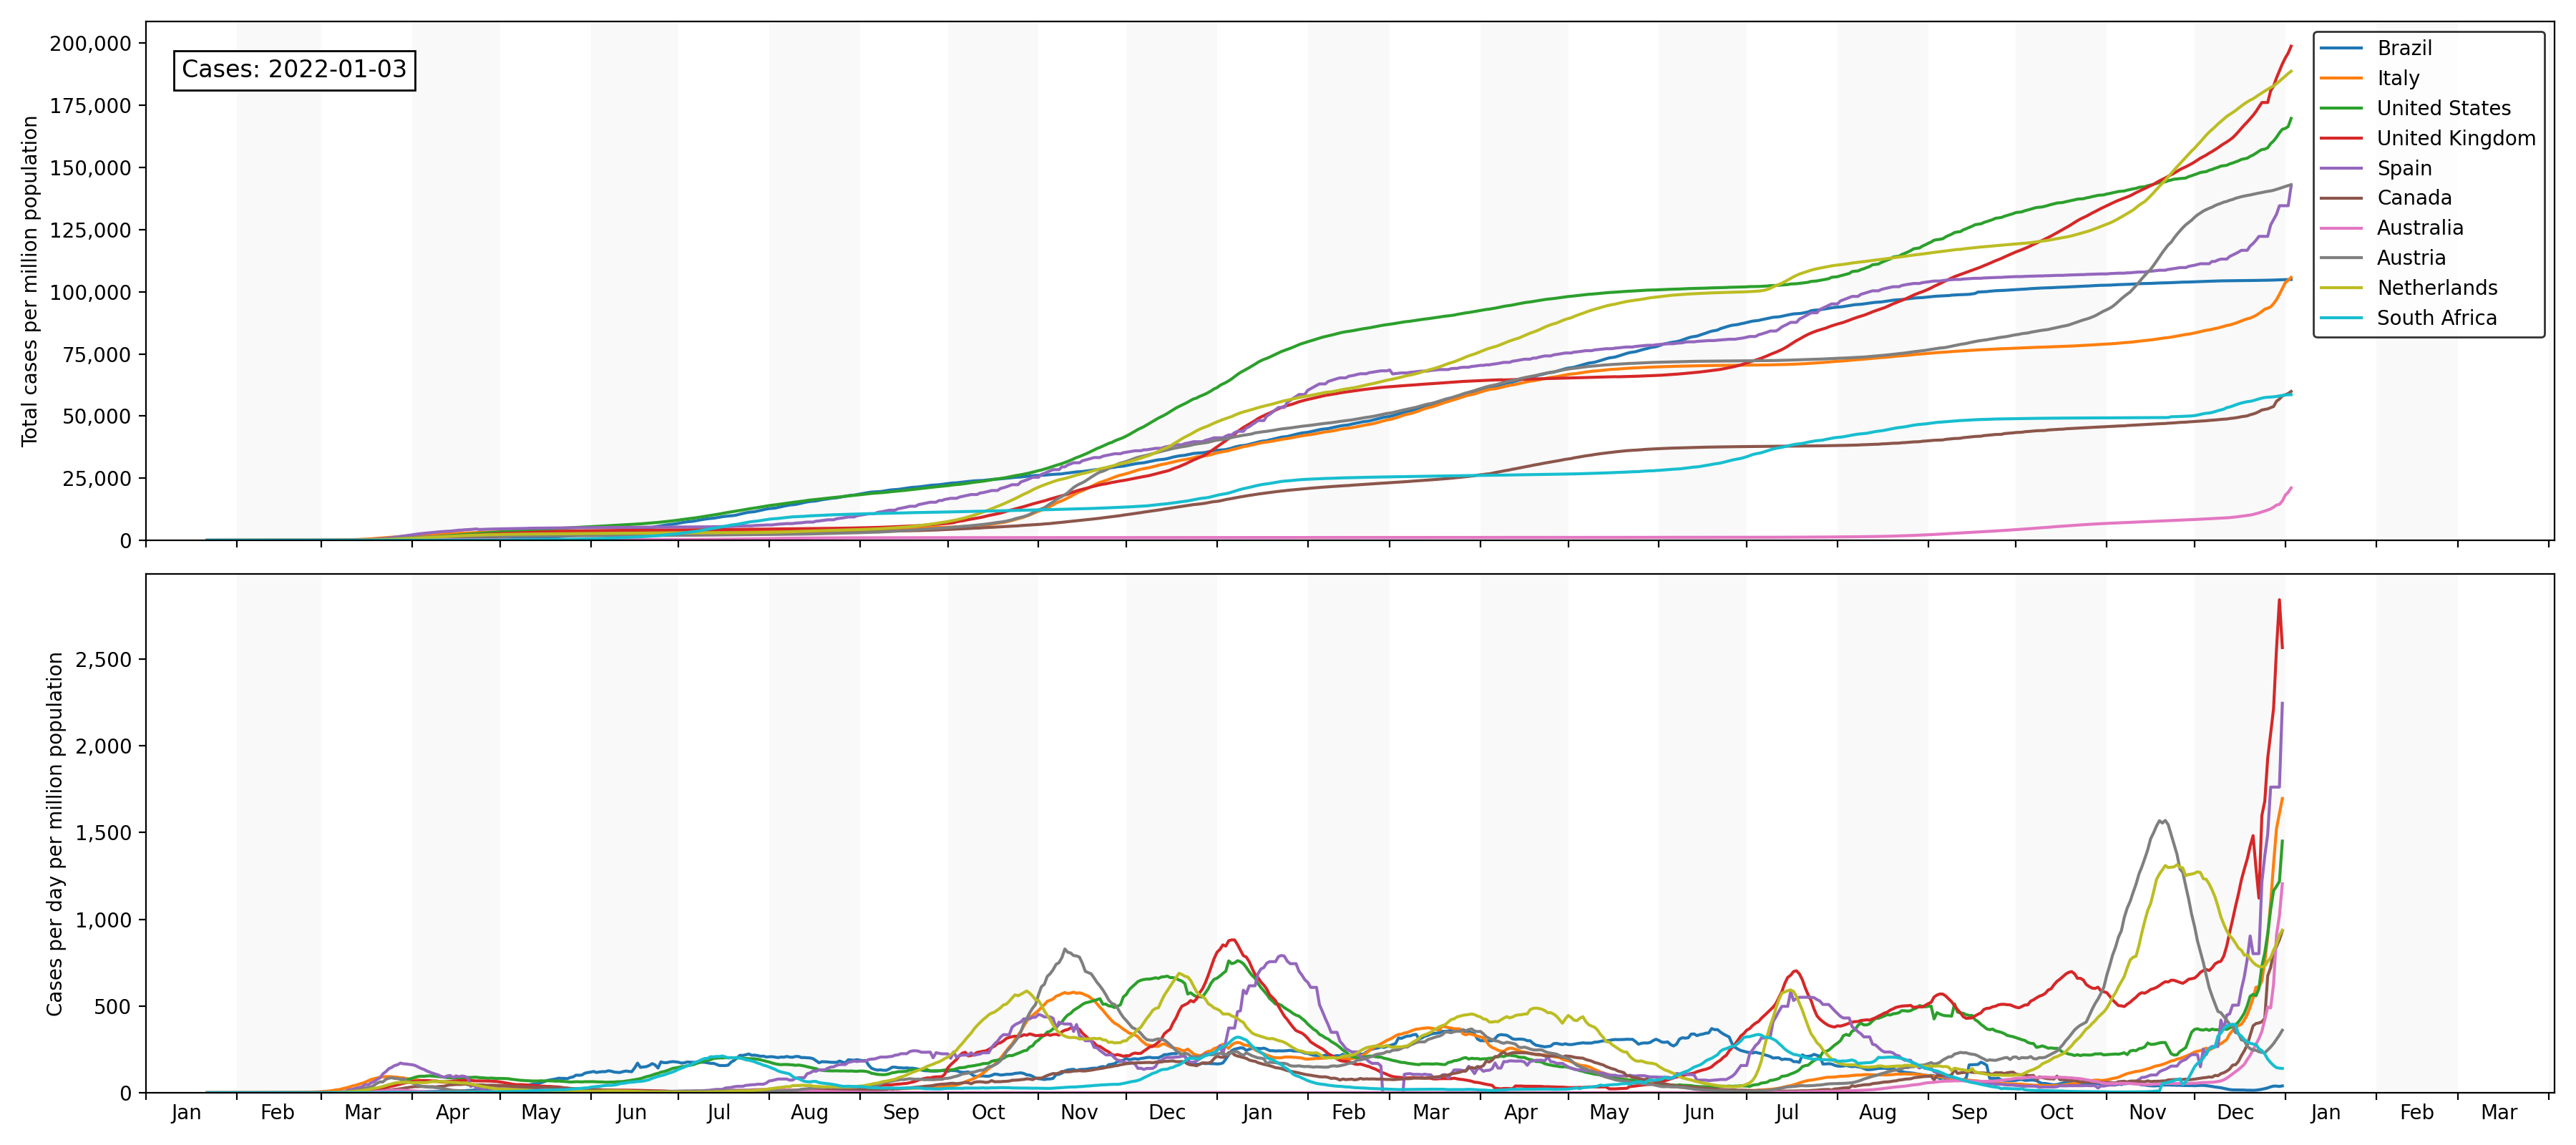 Cases: 2022-01-03
Total cases per million population
200,000
175,000
150,000
125,000
100,000
75,000
50,000
25,000
0
Brazil
Italy
United States
United Kingdom
Spain
Canada
Australia
Austria
Netherlands
South Africa
Cases per day per million population
2,500
2,000
1,500
1,000
500
0
Jan Feb Mar Apr May Jun Jul Aug Sep Oct Nov Dec Jan Feb Mar Apr May Jun Jul Aug Sep Oct Nov Dec Jan Feb Mar